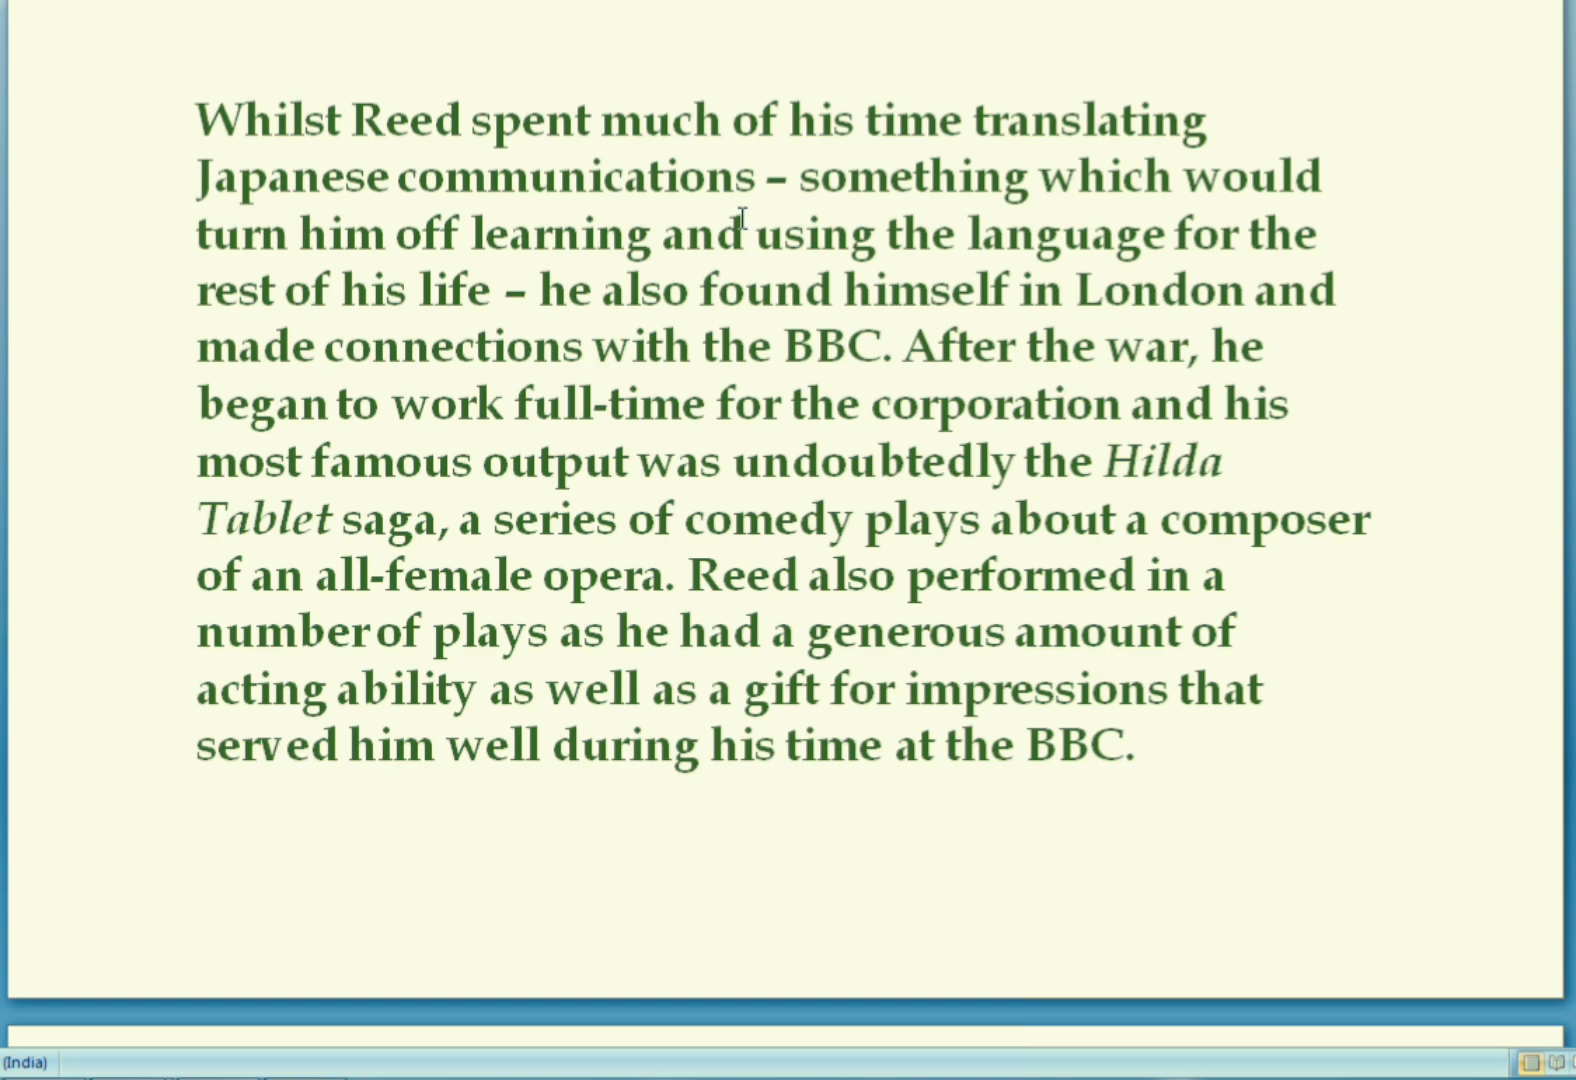 Whilst Reed spent much of his time translating
Japanese communications – something which would
turn him off learning and using the language for the
rest of his life – he also found himself in London and
made connections with the BBC. After the war, he
began to work full-time for the corporation and his
most famous output was undoubtedly the Hilda
Tablet saga, a series of comedy plays about a composer
of an all-female opera. Reed also performed in a
number of plays as he had a generous amount of
acting ability as well as a gift for impressions that
served him well during his time at the BBC.
(India)